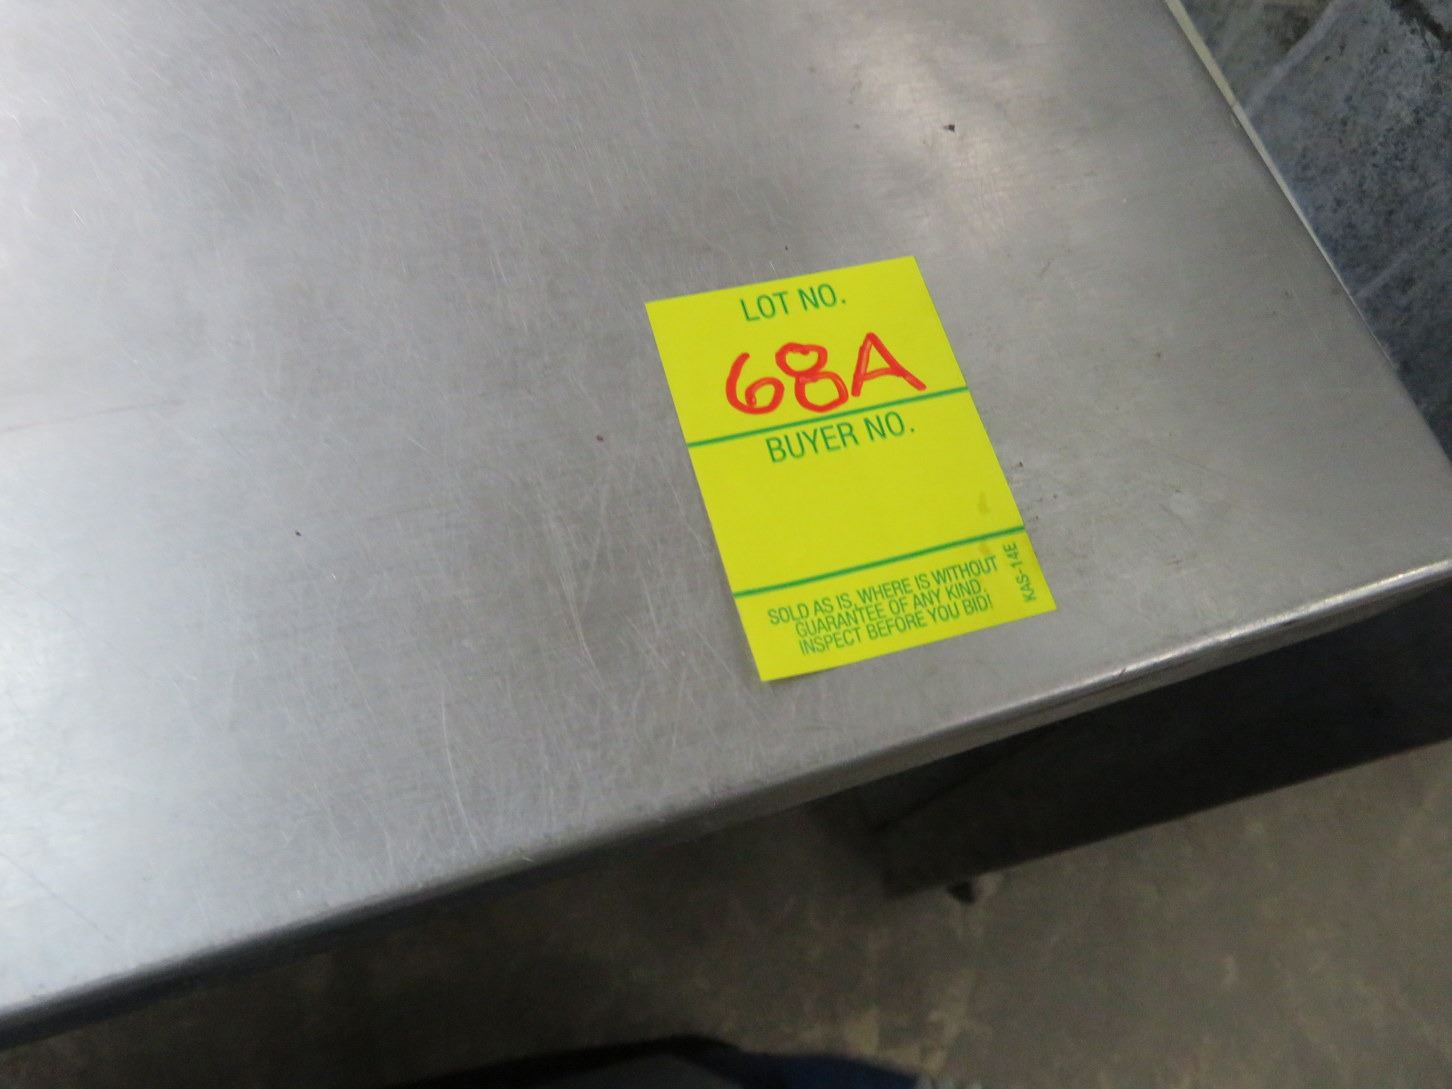 LOT NO.
68A
BUYER NO.
SOLD AS IS, WHERE IS WITHOUT
GUARANTEE OF ANY KIND.
INSPECT BEFORE YOU BID!
KAS-14E